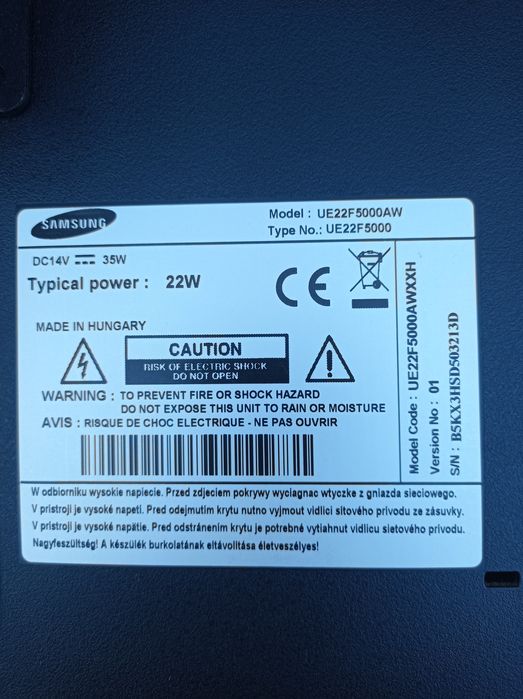 SAMSUNG
Model : UE22F5000AW
Type No.: UE22F5000
DC14V 35W
Typical power : 22W
CE
MADE IN HUNGARY
CAUTION
RISK OF ELECTRIC SHOCK
DO NOT OPEN
WARNING : TO PREVENT FIRE OR SHOCK HAZARD
DO NOT EXPOSE THIS UNIT TO RAIN OR MOISTURE
AVIS : RISQUE DE CHOC ELECTRIQUE - NE PAS OUVRIR
Model Code : UE22F5000AWXXH
Version No : 01
S/N : B5KX3HSD503213D
W odbiorniku wysokie napiecie. Przed zdjeciem pokrywy wyciagnac wtyczke z gniazda sieciowego.
V pristroji je vysoké napetí. Pred odejmutím krytu nutno vyjmout vidlici sítového prívodu ze zásuvky.
V prístroji je vysoké napätie. Pred odstránením krytu je potrebné vytiahnut vidlicu sietového prívodu.
Nagyfeszültség! A készülék burkolatának eltávolítása életveszélyes!